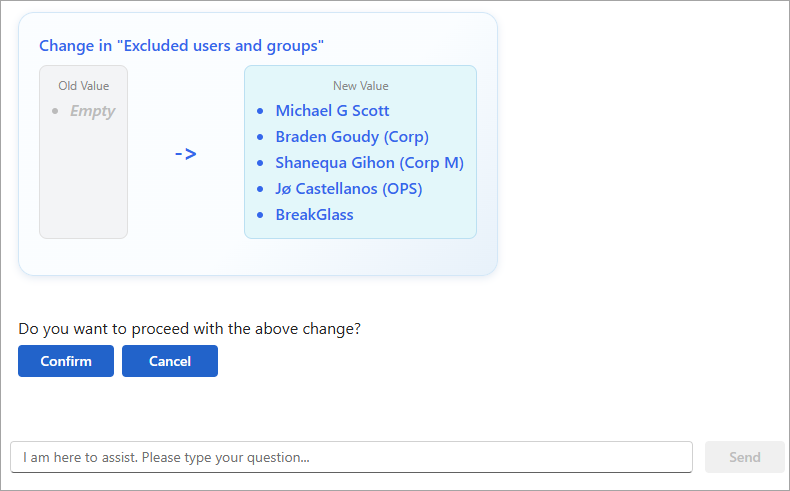 Change in "Excluded users and groups"
Old Value
Empty
->
New Value
Michael G Scott
Braden Goudy (Corp)
Shanequa Gihon (Corp M)
Jø Castellanos (OPS)
BreakGlass
Do you want to proceed with the above change?
Confirm
Cancel
I am here to assist. Please type your question...
Send